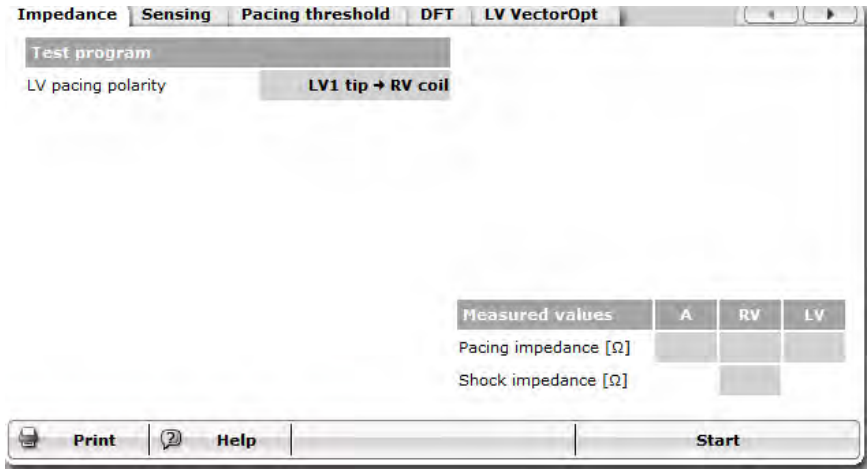 Impedance Sensing Pacing threshold DFT LV VectorOpt
Test program
LV pacing polarity LV1 tip → RV coil
Measured values A RV LV
Pacing impedance [Ω]
Shock impedance [Ω]
Print Help Start